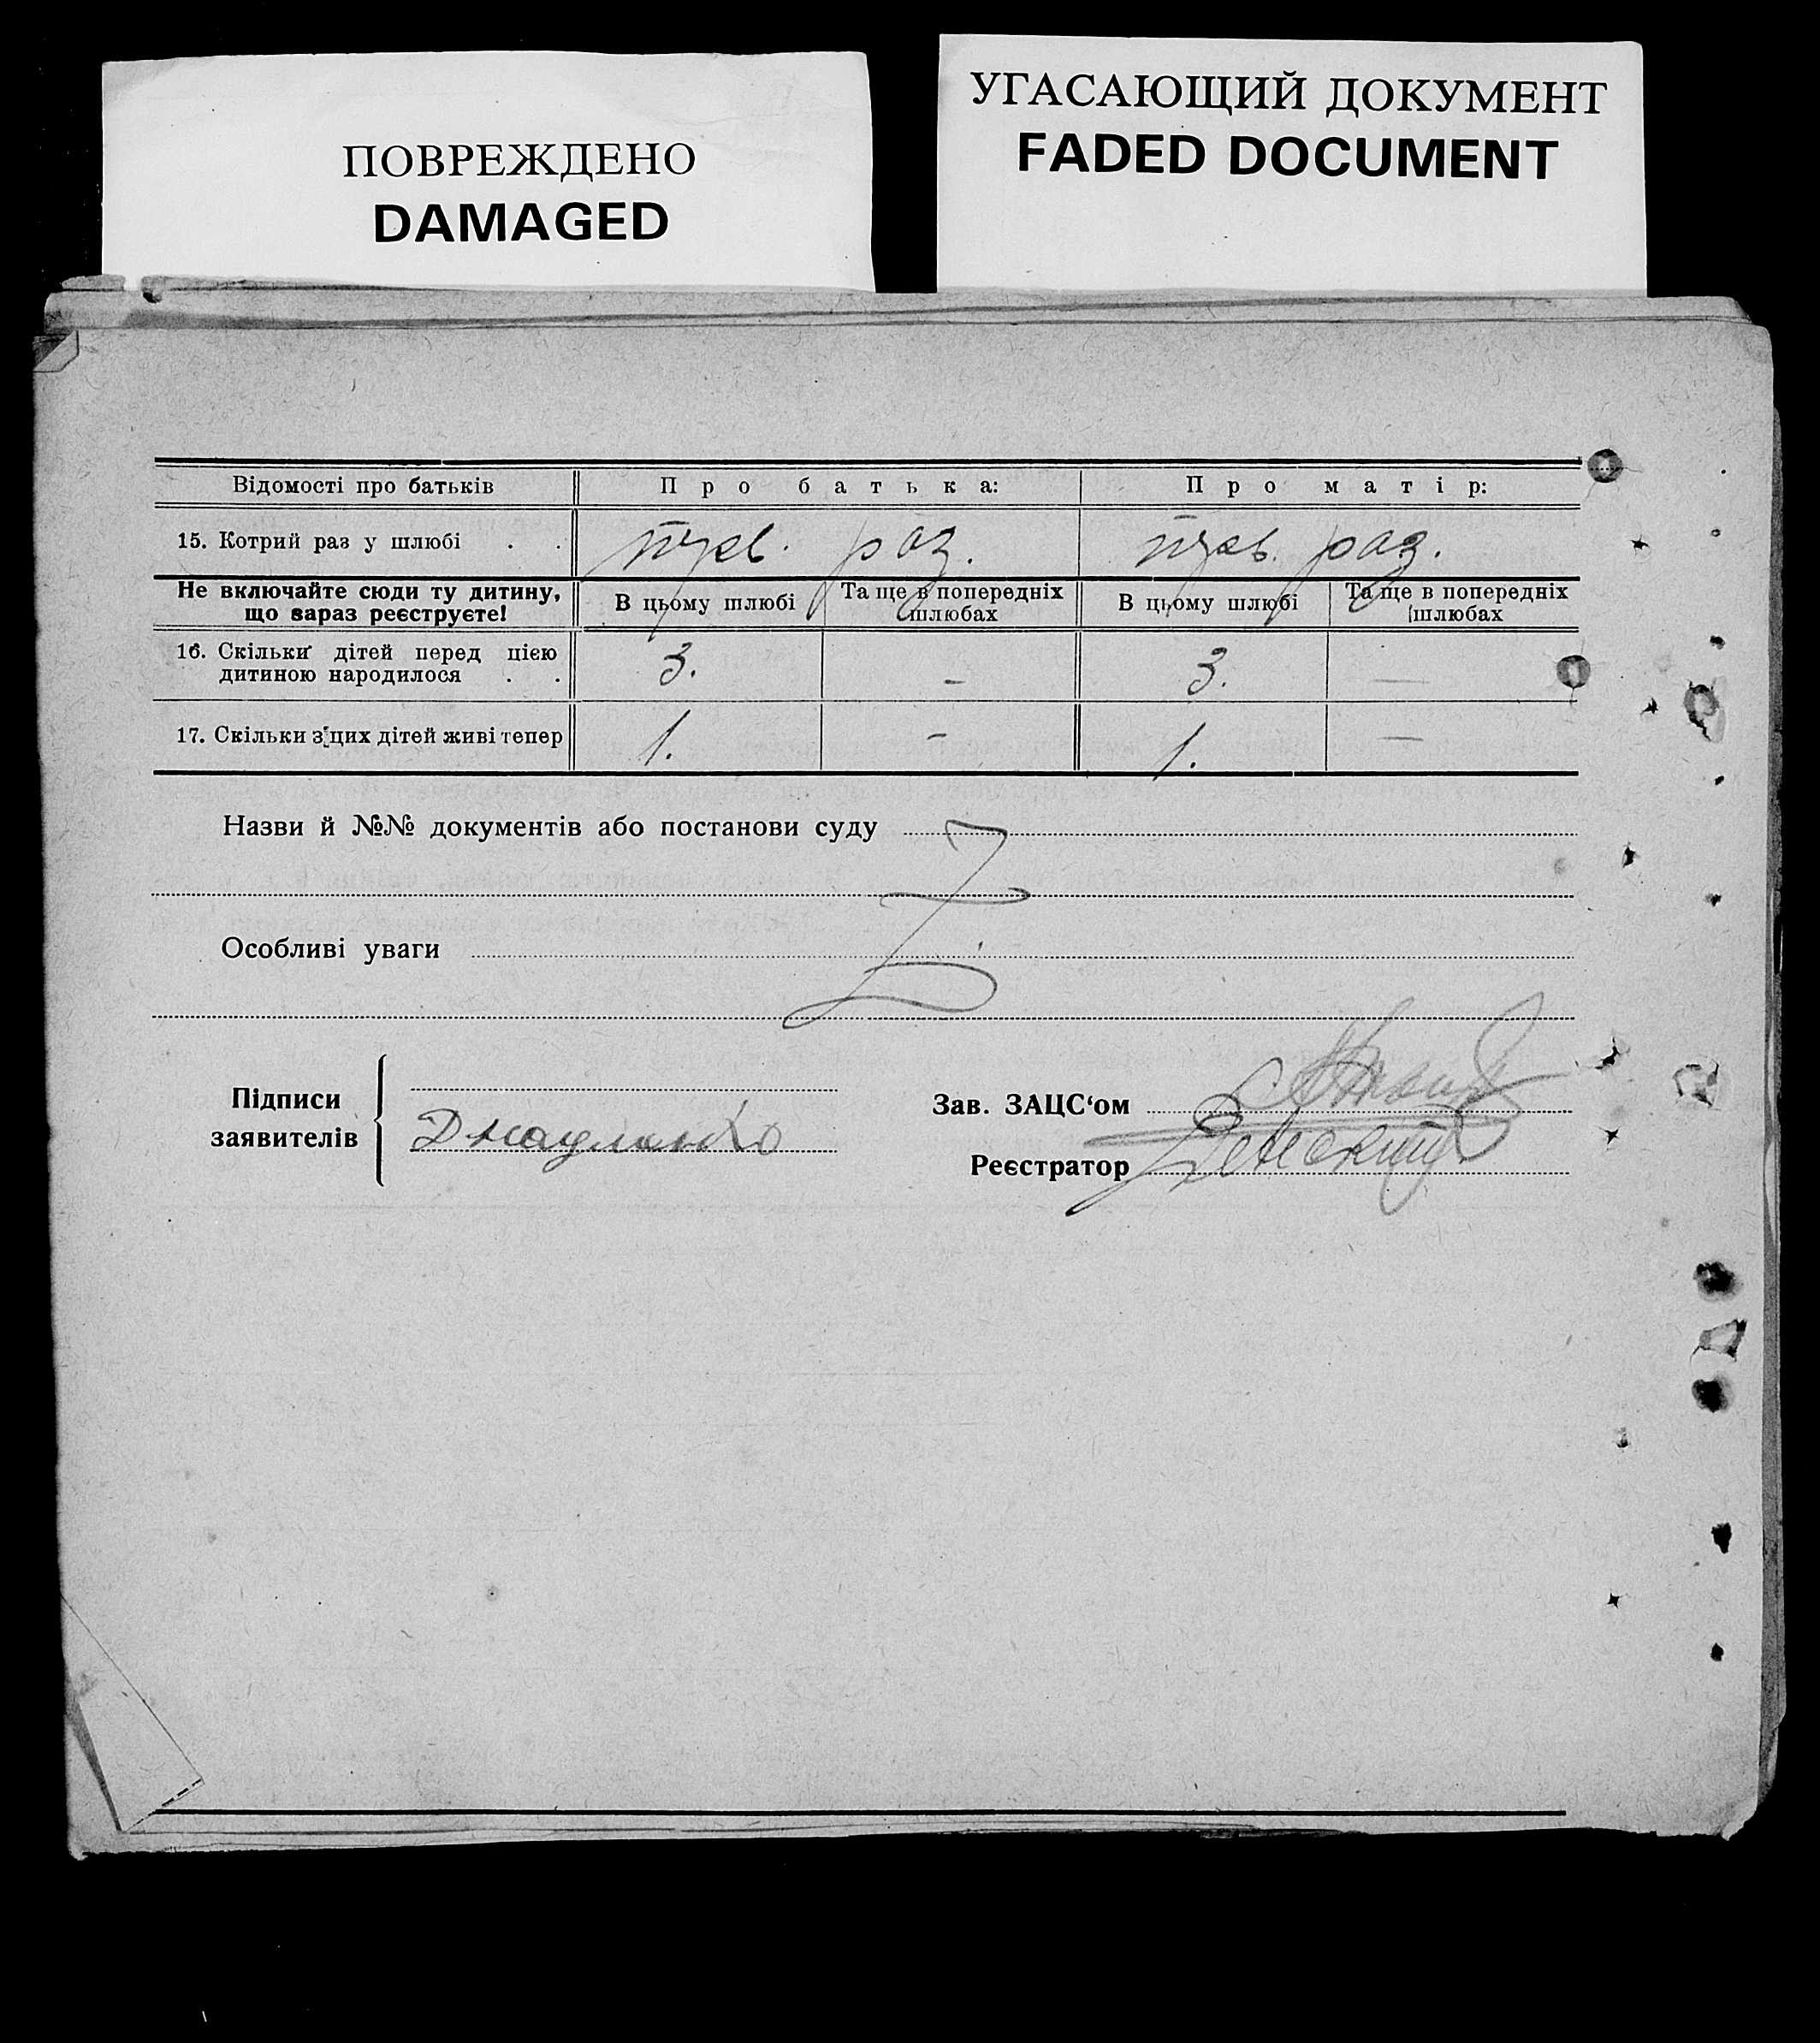 ПОВРЕЖДЕНО
DAMAGED
УГАСАЮЩИЙ ДОКУМЕНТ
FADED DOCUMENT
Відомості про батьків Про батька: Про матір:
15. Котрий раз у шлюбі . . раз. раз.
Не включайте сюди ту дитину, що зараз реєструєте! В цьому шлюбі Та ще в попередніх шлюбах В цьому шлюбі Та ще в попередніх шлюбах
16. Скільки дітей перед цією дитиною народилося . . 3. – 3. —
17. Скільки з цих дітей живі тепер 1. – 1. —
Назви й №№ документів або постанови суду
Особливі уваги
Підписи заявителів
Зав. ЗАЦС‘ом
Реєстратор